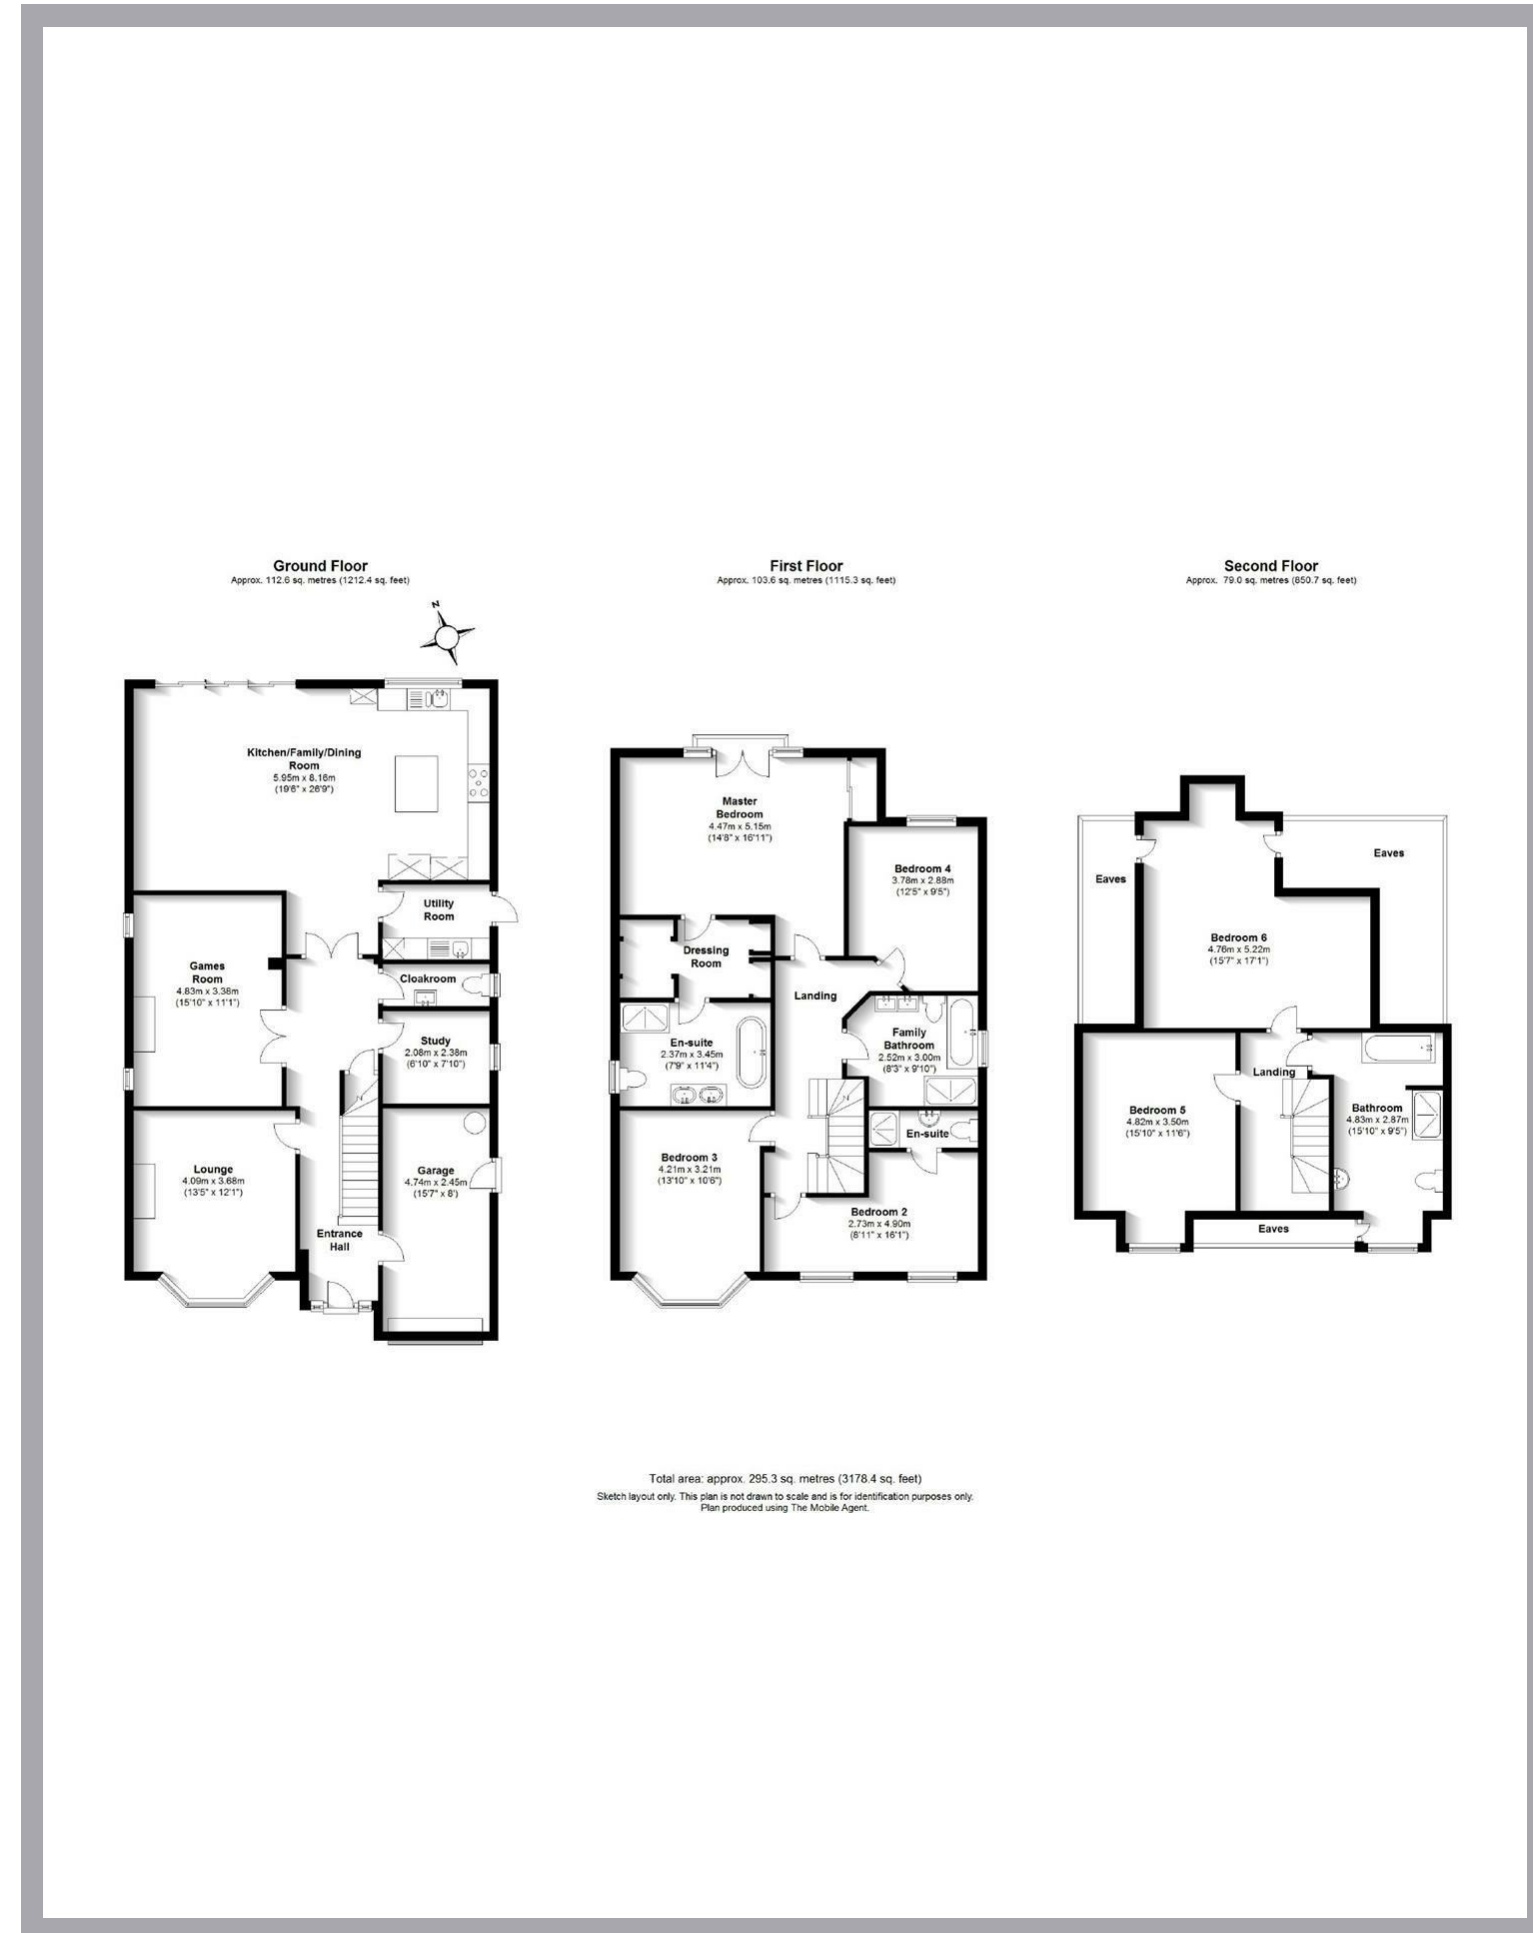 Ground Floor
Approx. 112.6 sq. metres (1212.4 sq. feet)
N
Kitchen/Family/Dining
Room
5.95m x 8.16m
(19'6" x 26'9")
Utility
Room
Games
Room
4.83m x 3.38m
(15'10" x 11'1")
Cloakroom
Study
2.08m x 2.38m
(6'10" x 7'10")
Lounge
4.09m x 3.68m
(13'5" x 12'1")
Garage
4.74m x 2.45m
(15'7" x 8')
Entrance
Hall
First Floor
Approx. 103.6 sq. metres (1115.3 sq. feet)
Master
Bedroom
4.47m x 5.15m
(14'8" x 16'11")
Bedroom 4
3.78m x 2.88m
(12'5" x 9'5")
Dressing
Room
Landing
En-suite
2.37m x 3.45m
(7'9" x 11'4")
Family
Bathroom
2.52m x 3.00m
(8'3" x 9'10")
En-suite
Bedroom 3
4.21m x 3.21m
(13'10" x 10'6")
Bedroom 2
2.73m x 4.90m
(8'11" x 16'1")
Second Floor
Approx. 79.0 sq. metres (850.7 sq. feet)
Eaves
Eaves
Bedroom 6
4.76m x 5.22m
(15'7" x 17'1")
Landing
Bedroom 5
4.82m x 3.50m
(15'10" x 11'6")
Bathroom
4.83m x 2.87m
(15'10" x 9'5")
Eaves
Total area: approx. 295.3 sq. metres (3178.4 sq. feet)
Sketch layout only. This plan is not drawn to scale and is for identification purposes only.
Plan produced using The Mobile Agent.